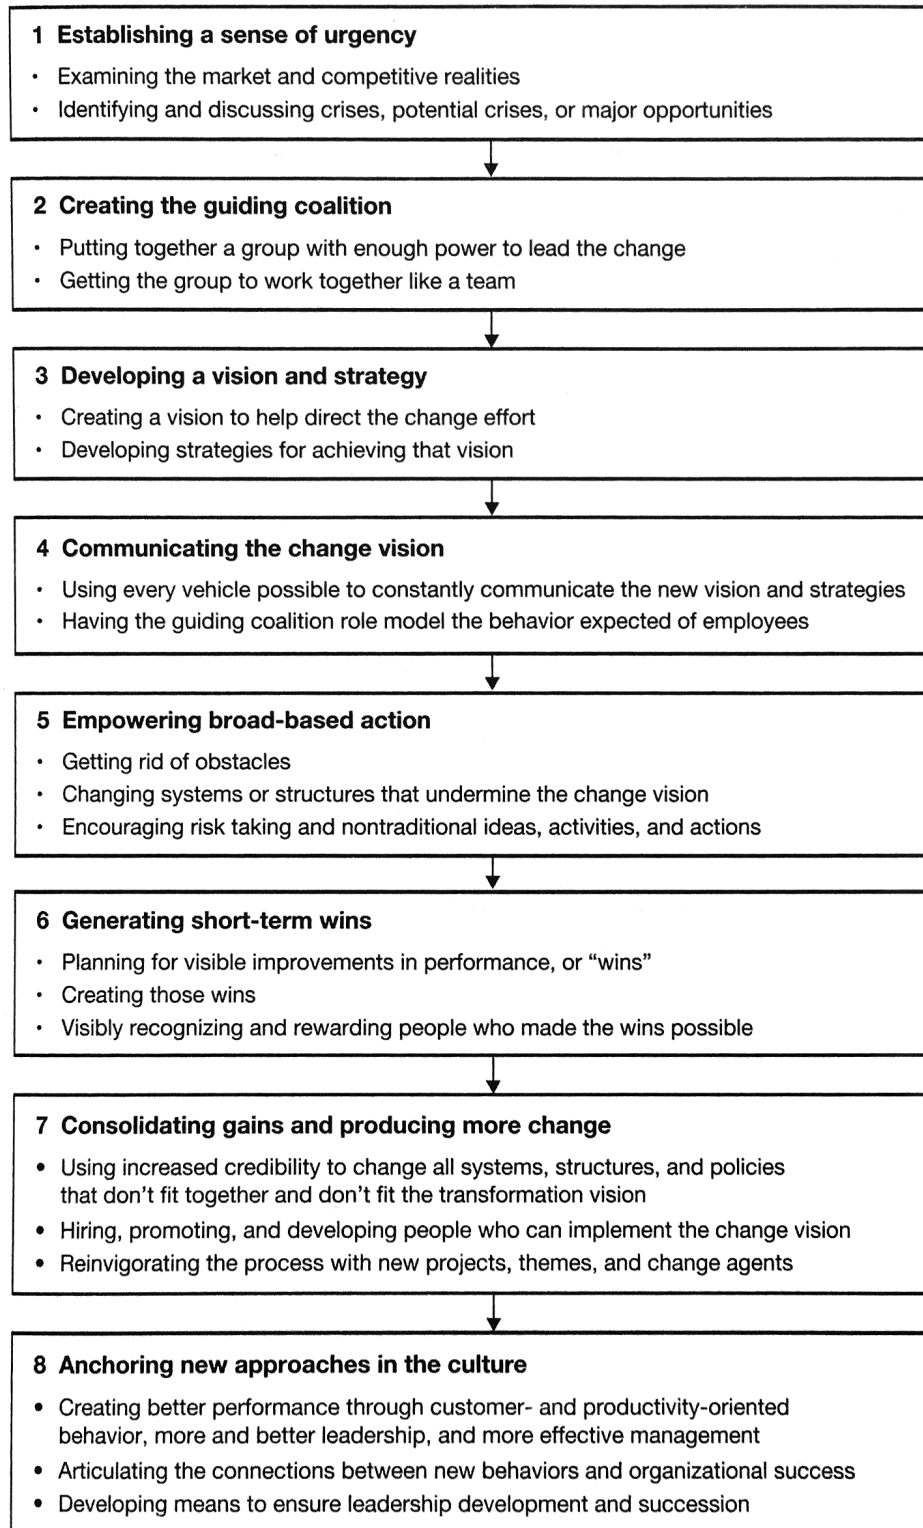 1 Establishing a sense of urgency
· Examining the market and competitive realities
· Identifying and discussing crises, potential crises, or major opportunities
2 Creating the guiding coalition
· Putting together a group with enough power to lead the change
· Getting the group to work together like a team
3 Developing a vision and strategy
· Creating a vision to help direct the change effort
· Developing strategies for achieving that vision
4 Communicating the change vision
· Using every vehicle possible to constantly communicate the new vision and strategies
· Having the guiding coalition role model the behavior expected of employees
5 Empowering broad-based action
· Getting rid of obstacles
· Changing systems or structures that undermine the change vision
· Encouraging risk taking and nontraditional ideas, activities, and actions
6 Generating short-term wins
· Planning for visible improvements in performance, or “wins”
· Creating those wins
· Visibly recognizing and rewarding people who made the wins possible
7 Consolidating gains and producing more change
• Using increased credibility to change all systems, structures, and policies
that don't fit together and don't fit the transformation vision
• Hiring, promoting, and developing people who can implement the change vision
• Reinvigorating the process with new projects, themes, and change agents
8 Anchoring new approaches in the culture
• Creating better performance through customer- and productivity-oriented
behavior, more and better leadership, and more effective management
• Articulating the connections between new behaviors and organizational success
• Developing means to ensure leadership development and succession